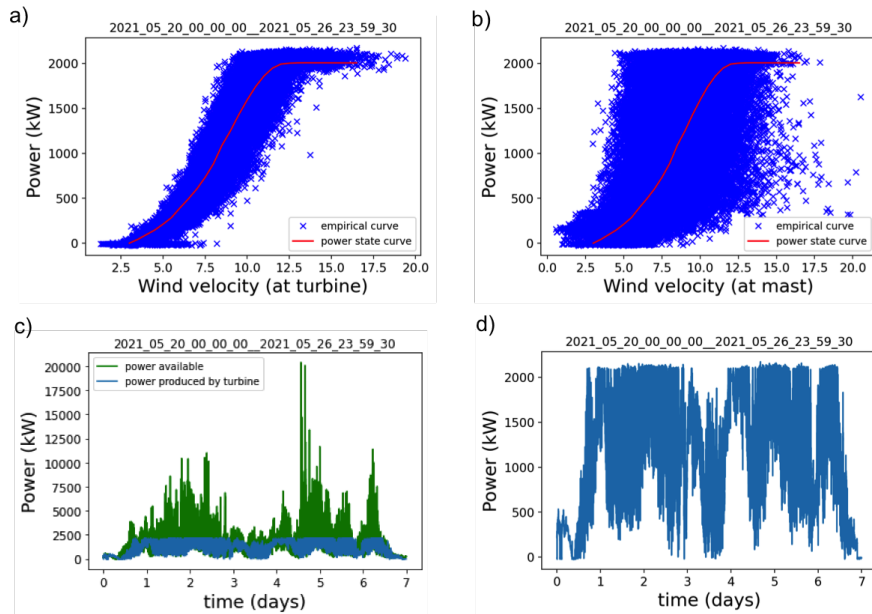 a)
2021_05_20_00_00_00__2021_05_26_23_59_30
Power (kW)
2000
1500
1000
500
0
empirical curve
power state curve
2.5 5.0 7.5 10.0 12.5 15.0 17.5 20.0
Wind velocity (at turbine)
b)
2021_05_20_00_00_00__2021_05_26_23_59_30
Power (kW)
2000
1500
1000
500
0
empirical curve
power state curve
0.0 2.5 5.0 7.5 10.0 12.5 15.0 17.5 20.0
Wind velocity (at mast)
c)
2021_05_20_00_00_00__2021_05_26_23_59_30
Power (kW)
20000
17500
15000
12500
10000
7500
5000
2500
0
power available
power produced by turbine
0 1 2 3 4 5 6 7
time (days)
d)
2021_05_20_00_00_00__2021_05_26_23_59_30
Power (kW)
2000
1500
1000
500
0
0 1 2 3 4 5 6 7
time (days)